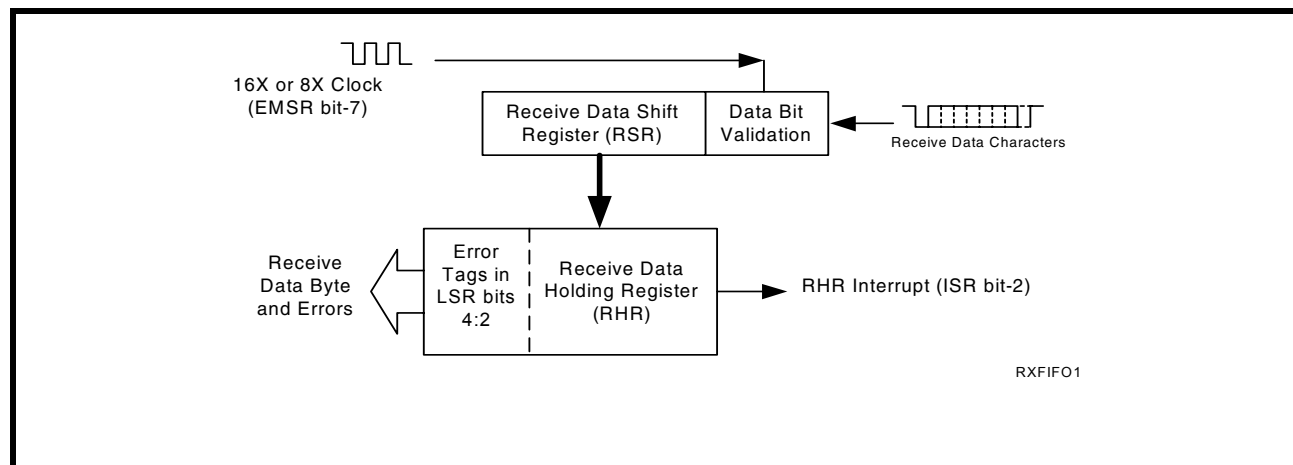 16X or 8X Clock
(EMSR bit-7)
Receive Data Shift
Register (RSR)
Data Bit
Validation
Receive Data Characters
Receive
Data Byte
and Errors
Error
Tags in
LSR bits
4:2
Receive Data
Holding Register
(RHR)
RHR Interrupt (ISR bit-2)
RXFIFO1